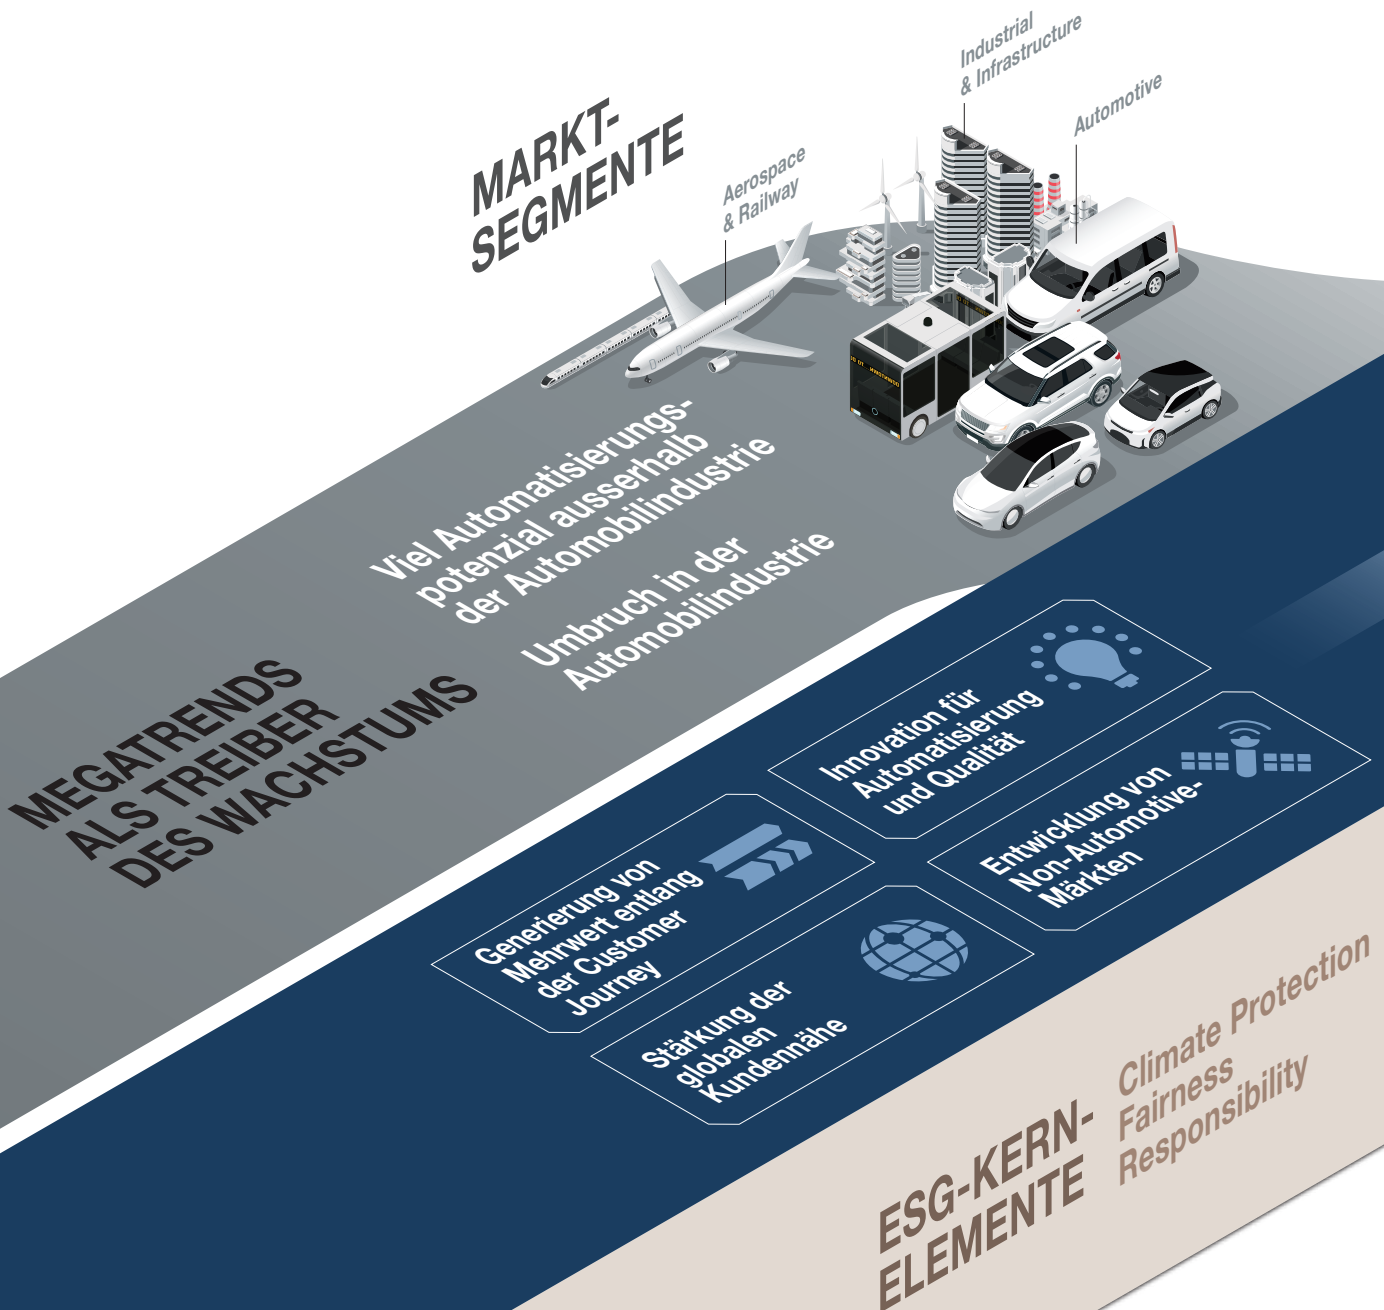 Industrial
& Infrastructure
Automotive
MARKT-
SEGMENTE
Aerospace
& Railway
Viel Automatisierungs-
potenzial ausserhalb
der Automobilindustrie
Umbruch in der
Automobilindustrie
MEGATRENDS
ALS TREIBER
DES WACHSTUMS
Innovation für
Automatisierung
und Qualität
Entwicklung von
Non-Automotive-
Märkten
Generierung von
Mehrwert entlang
der Customer
Journey
Stärkung der
globalen
Kundennähe
ESG-KERN-
ELEMENTE
Climate Protection
Fairness
Responsibility